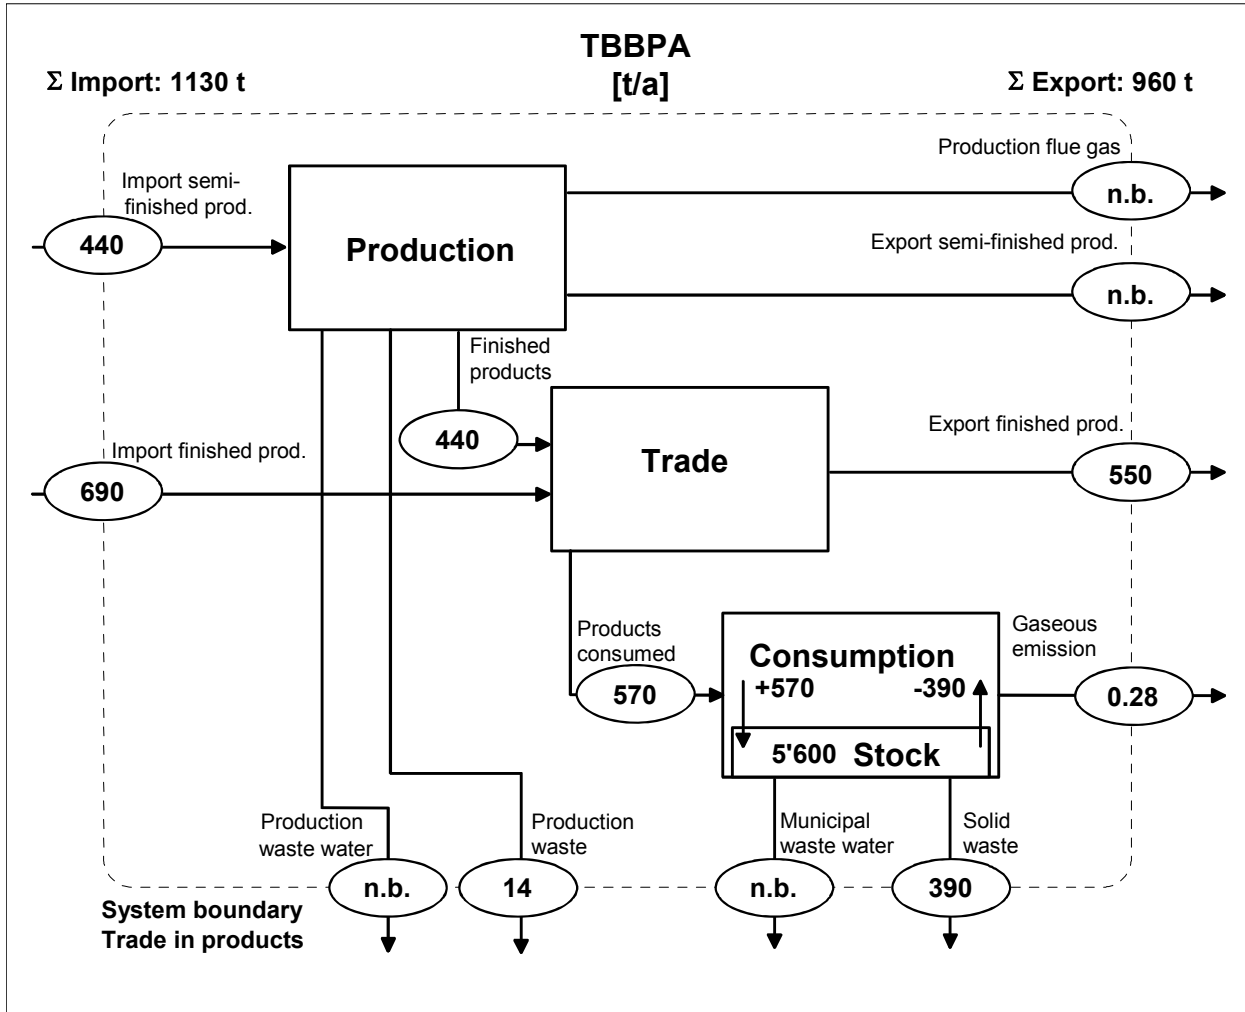 TBBPA
[t/a]
Σ Import: 1130 t
Σ Export: 960 t
Production flue gas
n.b.
Import semi-
finished prod.
440
Production
Export semi-finished prod.
n.b.
Finished
products
440
Import finished prod.
690
Trade
Export finished prod.
550
Products
consumed
570
Consumption
+570
-390
5'600 Stock
Gaseous
emission
0.28
Production
waste water
n.b.
Production
waste
14
Municipal
waste water
n.b.
Solid
waste
390
System boundary
Trade in products